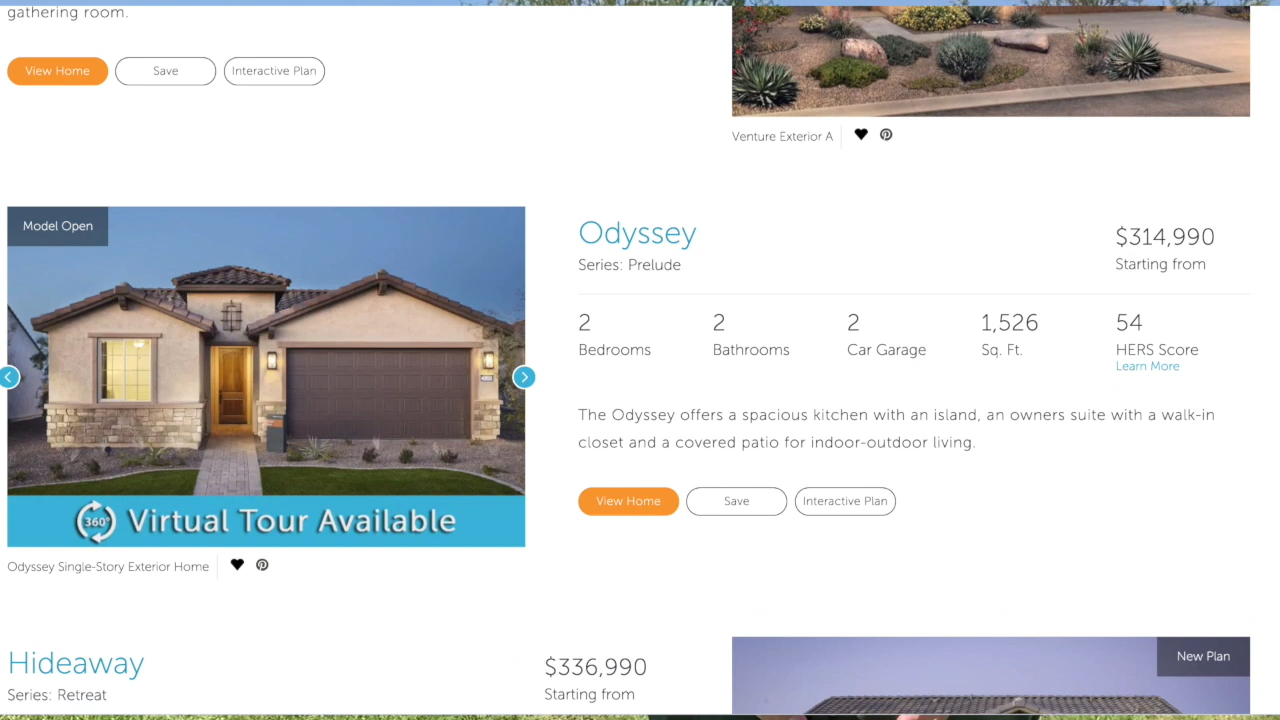 gathering room.
View Home
Save
Interactive Plan
Venture Exterior A
Model Open
360°
Virtual Tour Available
Odyssey Single-Story Exterior Home
Odyssey
Series: Prelude
$314,990
Starting from
2
Bedrooms
2
Bathrooms
2
Car Garage
1,526
Sq. Ft.
54
HERS Score
Learn More
The Odyssey offers a spacious kitchen with an island, an owners suite with a walk-in
closet and a covered patio for indoor-outdoor living.
View Home
Save
Interactive Plan
Hideaway
Series: Retreat
$336,990
Starting from
New Plan